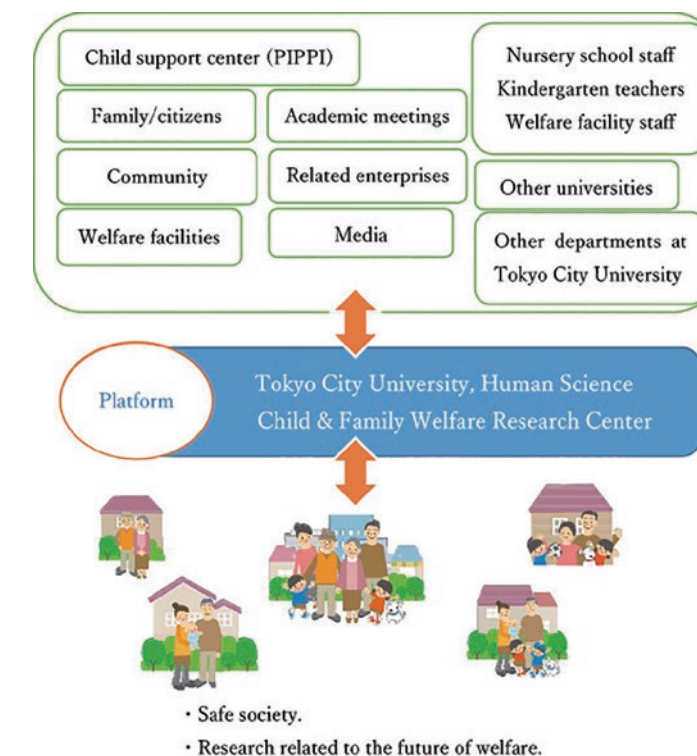 Child support center (PIPPI)
Family/citizens
Academic meetings
Community
Related enterprises
Welfare facilities
Media
Nursery school staff
Kindergarten teachers
Welfare facility staff
Other universities
Other departments at
Tokyo City University
Platform
Tokyo City University, Human Science
Child & Family Welfare Research Center
・Safe society.
・Research related to the future of welfare.